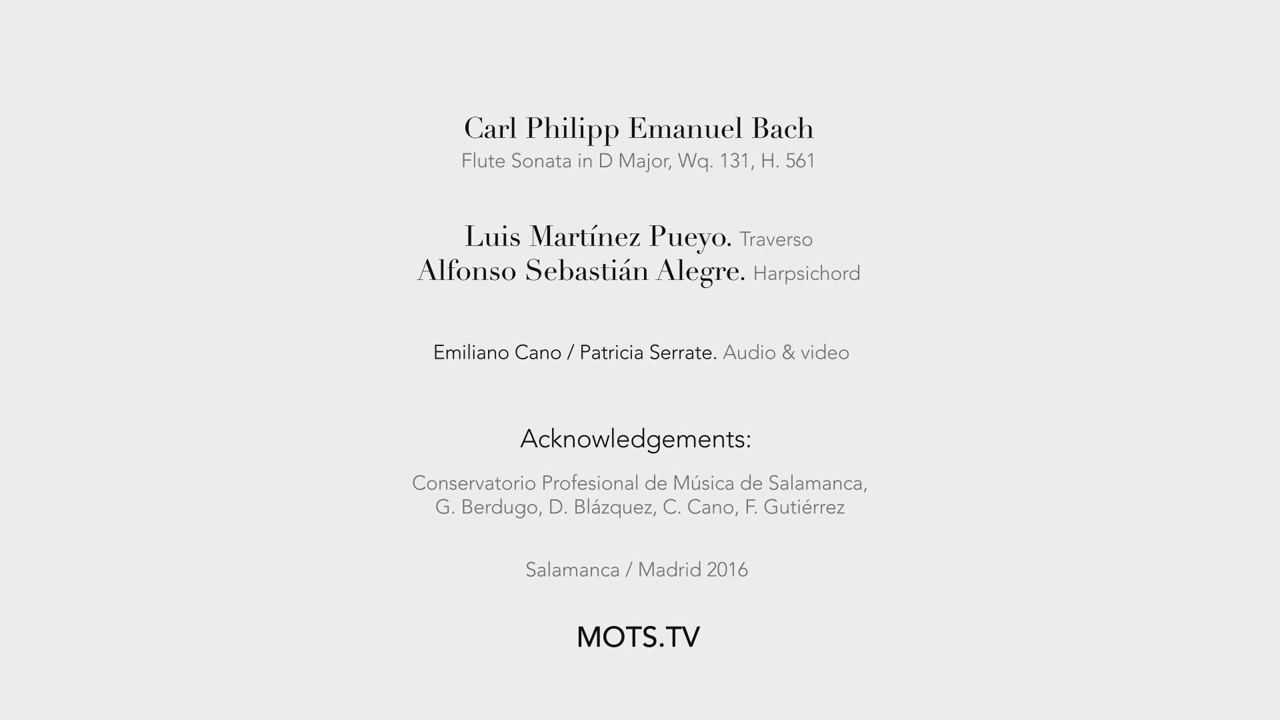 Carl Philipp Emanuel Bach
Flute Sonata in D Major, Wq. 131, H. 561
Luis Martínez Pueyo. Traverso
Alfonso Sebastián Alegre. Harpsichord
Emiliano Cano / Patricia Serrate. Audio & video
Acknowledgements:
Conservatorio Profesional de Música de Salamanca,
G. Berdugo, D. Blázquez, C. Cano, F. Gutiérrez
Salamanca / Madrid 2016
MOTS.TV